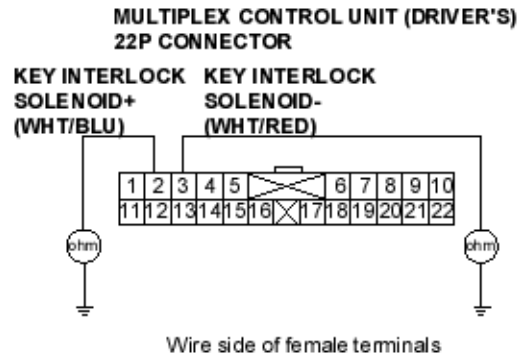 MULTIPLEX CONTROL UNIT (DRIVER'S)
22P CONNECTOR
KEY INTERLOCK
SOLENOID+
(WHT/BLU)
KEY INTERLOCK
SOLENOID-
(WHT/RED)
1 2 3 4 5 6 7 8 9 10
11 12 13 14 15 16 17 18 19 20 21 22
ohm
ohm
Wire side of female terminals